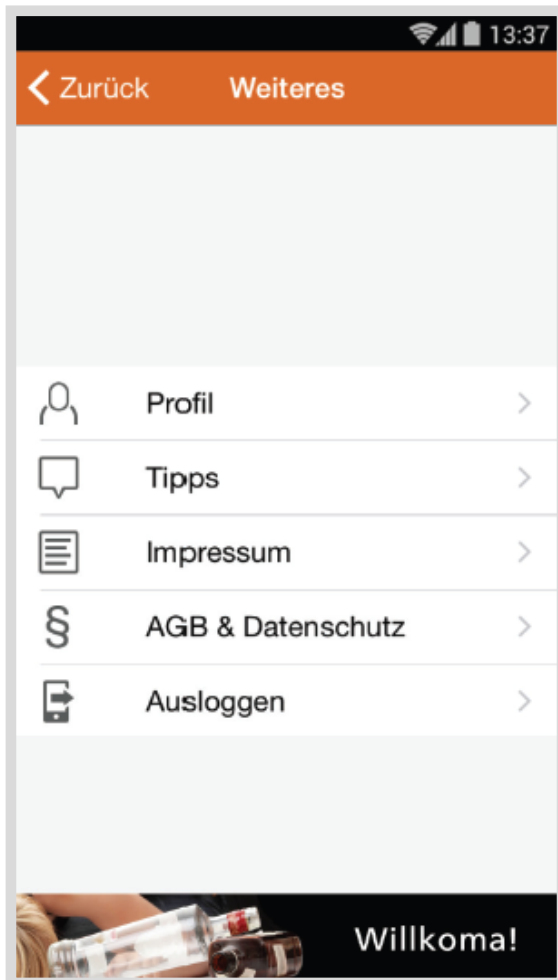 13:37
Zurück Weiteres
Profil
Tipps
Impressum
§ AGB & Datenschutz
Ausloggen
Willkoma!